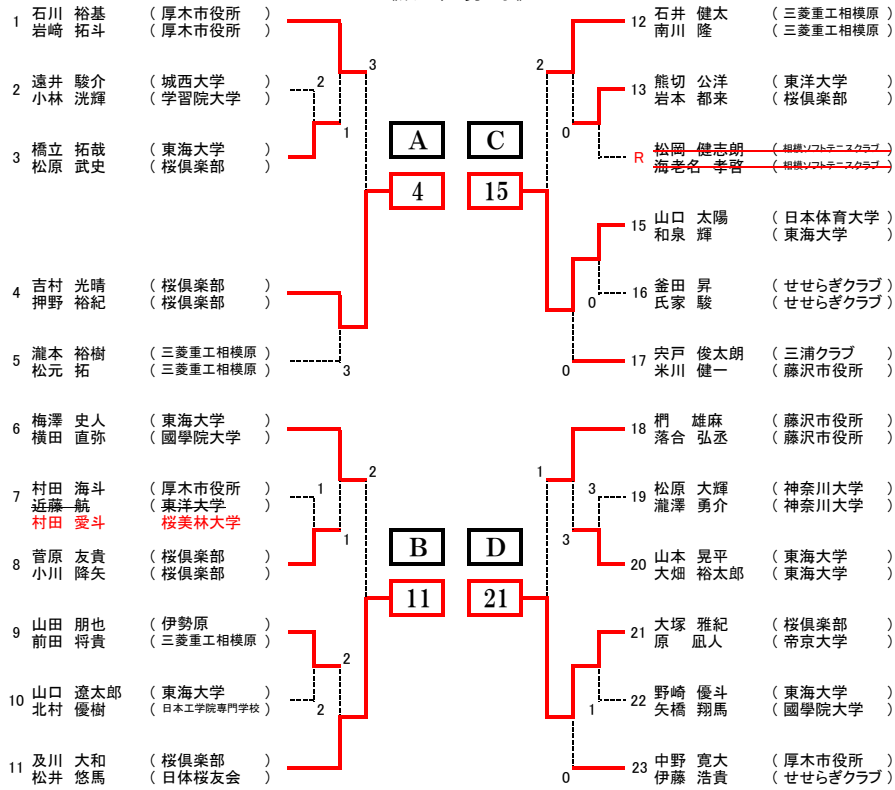 1 石川 裕基 ( 厚木市役所 )
岩﨑 拓斗 ( 厚木市役所 )
2 遠井 駿介 ( 城西大学 )
小林 洸輝 ( 学習院大学 )
3 橋立 拓哉 ( 東海大学 )
松原 武史 ( 桜倶楽部 )
2
1
3
A
4
4 吉村 光晴 ( 桜倶楽部 )
押野 裕紀 ( 桜倶楽部 )
5 瀧本 裕樹 ( 三菱重工相模原 )
松元 拓 ( 三菱重工相模原 )
3
6 梅澤 史人 ( 東海大学 )
横田 直弥 ( 國學院大学 )
7 村田 海斗 ( 厚木市役所 )
近藤 航 ( 東洋大学 )
村田 愛斗 桜美林大学
8 菅原 友貴 ( 桜倶楽部 )
小川 降矢 ( 桜倶楽部 )
1
1
2
B
11
9 山田 朋也 ( 伊勢原 )
前田 将貴 ( 三菱重工相模原 )
10 山口 遼太郎 ( 東海大学 )
北村 優樹 ( 日本工学院専門学校 )
11 及川 大和 ( 桜倶楽部 )
松井 悠馬 ( 日体桜友会 )
2
2
12 石井 健太 ( 三菱重工相模原 )
南川 隆 ( 三菱重工相模原 )
13 熊切 公洋 ( 東洋大学 )
岩本 都来 ( 桜倶楽部 )
R 松岡 健志朗 ( 相模ソフトテニスクラブ )
海老名 孝啓 ( 相模ソフトテニスクラブ )
2
0
C
15
15 山口 太陽 ( 日本体育大学 )
和泉 輝 ( 東海大学 )
16 釜田 昇 ( せせらぎクラブ )
氏家 駿 ( せせらぎクラブ )
17 宍戸 俊太朗 ( 三浦クラブ )
米川 健一 ( 藤沢市役所 )
0
0
18 椚 雄麻 ( 藤沢市役所 )
落合 弘丞 ( 藤沢市役所 )
19 松原 大輝 ( 神奈川大学 )
瀧澤 勇介 ( 神奈川大学 )
20 山本 晃平 ( 東海大学 )
大畑 裕太郎 ( 東海大学 )
1
3
3
D
21
21 大塚 雅紀 ( 桜倶楽部 )
原 凪人 ( 帝京大学 )
22 野崎 優斗 ( 東海大学 )
矢橋 翔馬 ( 國學院大学 )
23 中野 寛大 ( 厚木市役所 )
伊藤 浩貴 ( せせらぎクラブ )
1
0